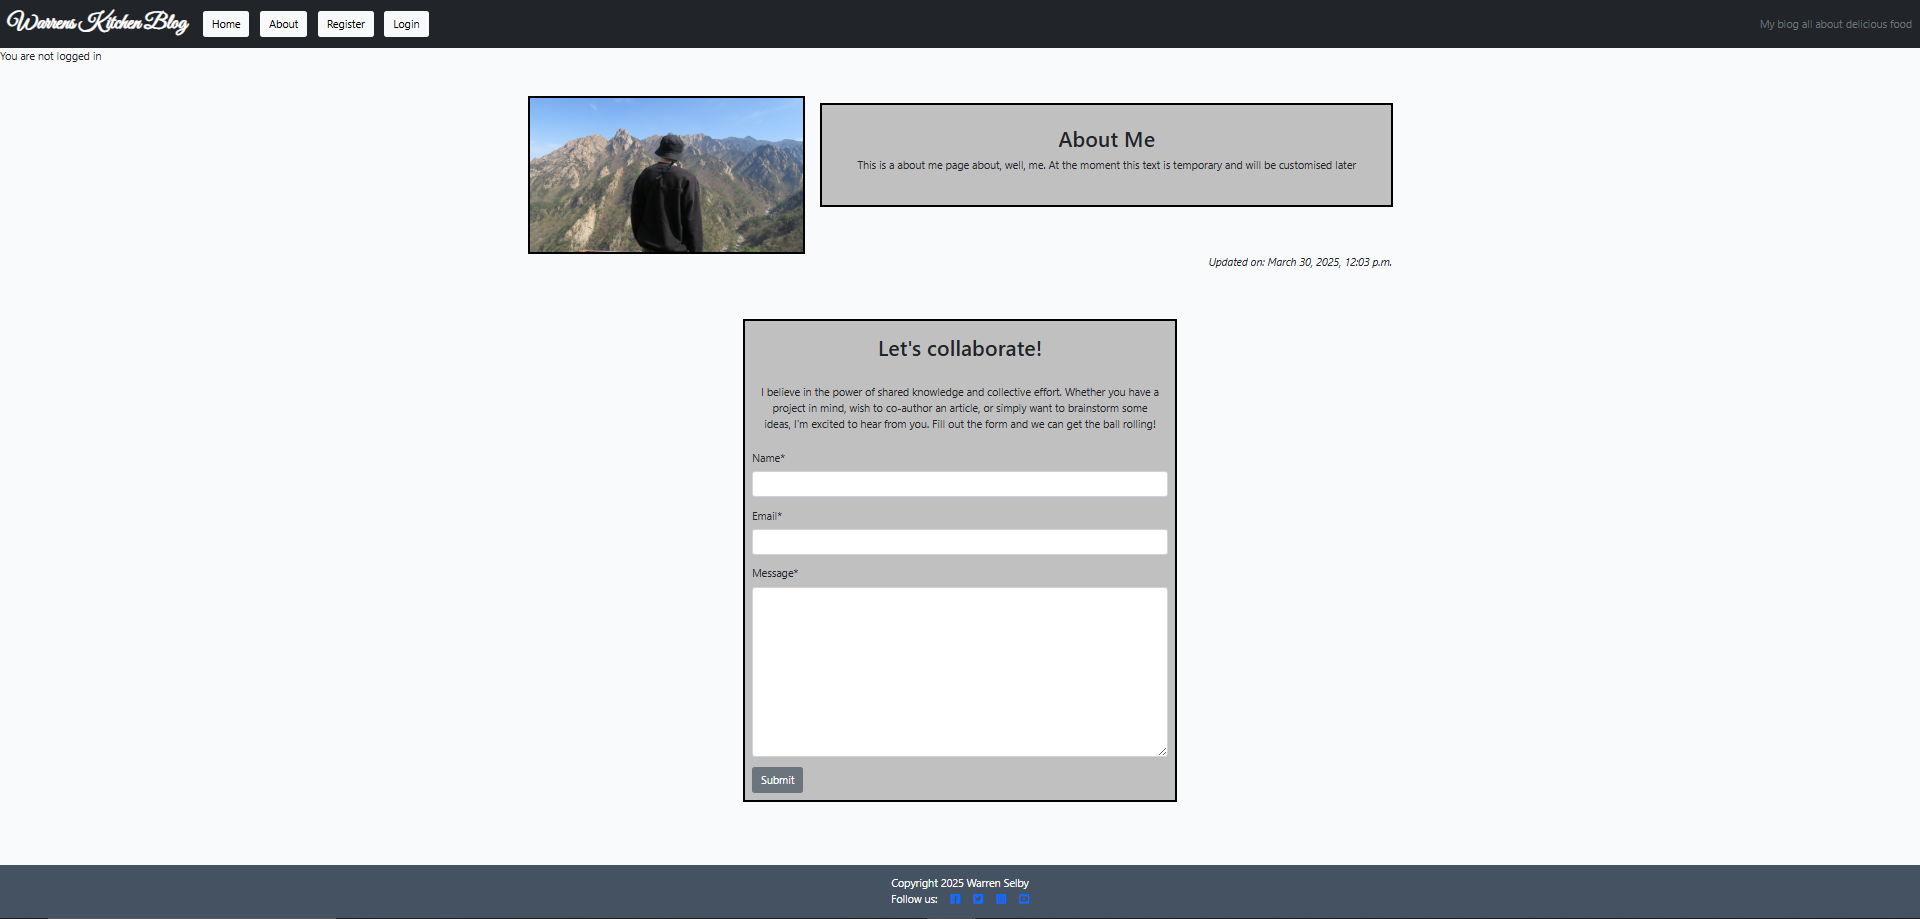 Warrens Kitchen Blog
Home
About
Register
Login
My blog all about delicious food
You are not logged in
About Me
This is a about me page about, well, me. At the moment this text is temporary and will be customised later
Updated on: March 30, 2025, 12:03 p.m.
Let's collaborate!
I believe in the power of shared knowledge and collective effort. Whether you have a
project in mind, wish to co-author an article, or simply want to brainstorm some
ideas, I'm excited to hear from you. Fill out the form and we can get the ball rolling!
Name*
Email*
Message*
Submit
Copyright 2025 Warren Selby
Follow us: